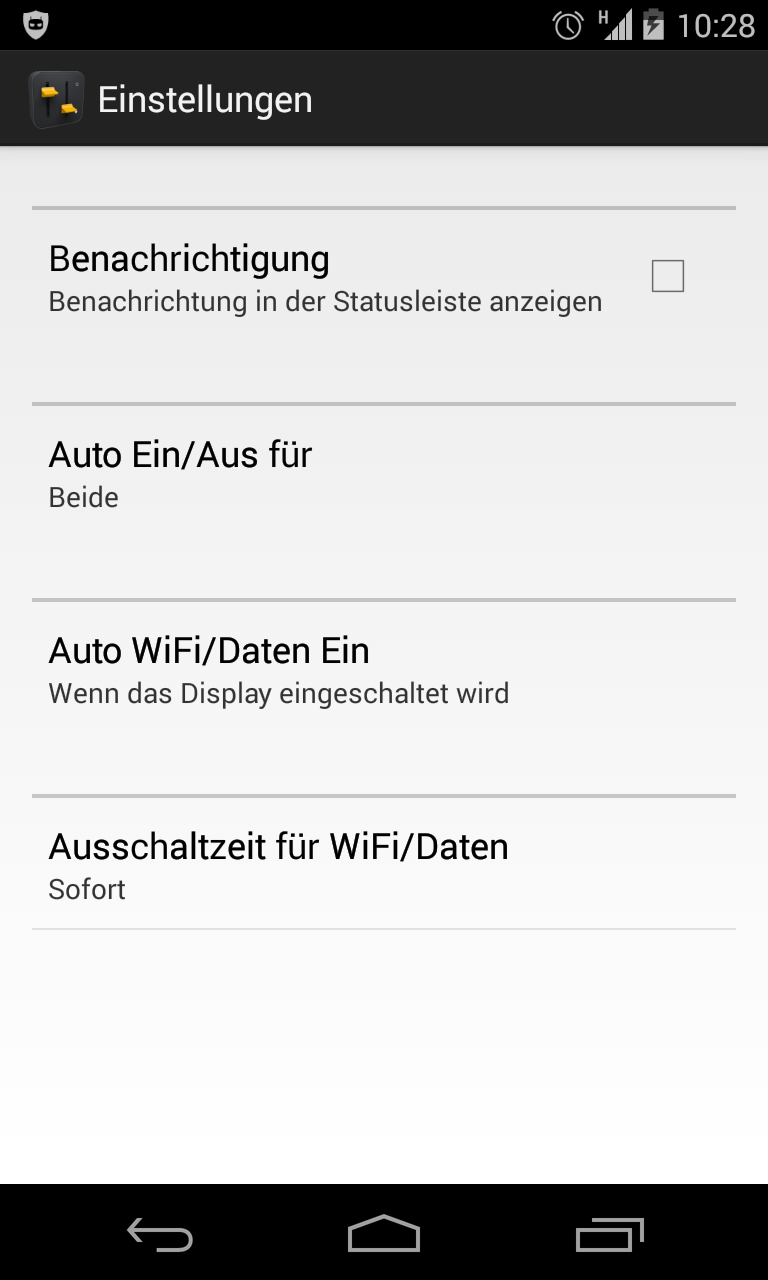 H 10:28
Einstellungen
Benachrichtigung
Benachrichtung in der Statusleiste anzeigen
Auto Ein/Aus für
Beide
Auto WiFi/Daten Ein
Wenn das Display eingeschaltet wird
Ausschaltzeit für WiFi/Daten
Sofort